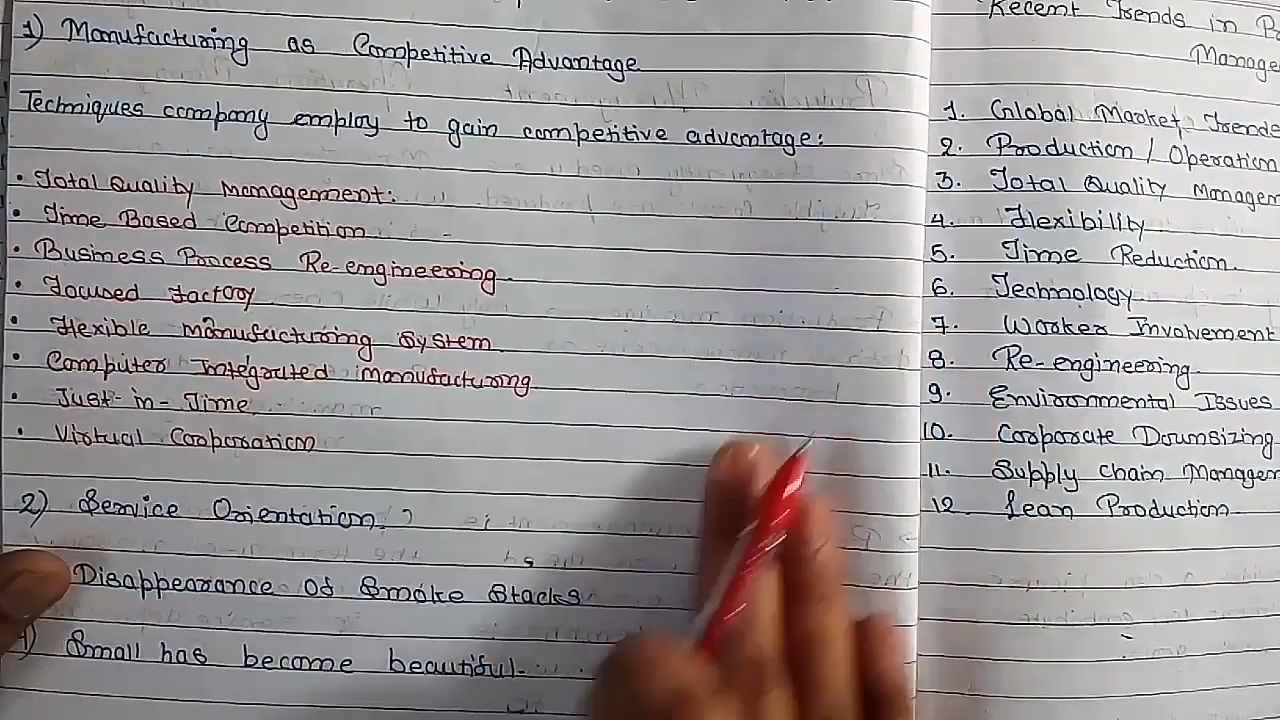 1) Manufacturing as Competitive Advantage
Techniques company employ to gain competitive advantage:
• Total Quality Management:
• Time Based Competition
• Business Process Re-engineering
• Focused Factory
• Flexible manufacturing System
• Computer Integrated manufacturing
• Just-in-Time
• Virtual Corporation
2) Service Orientation
Disappearance Of Smoke Stacks
Small has become beautiful
Recent Trends in
1. Global Market Trends
2. Production / Operation
3. Total Quality
4. Flexibility
5. Time Reduction
6. Technology
7. Worker Involvement
8. Re-engineering
9. Environmental Issues
10. Corporate Downsizing
11. Supply Chain
12. Lean Production